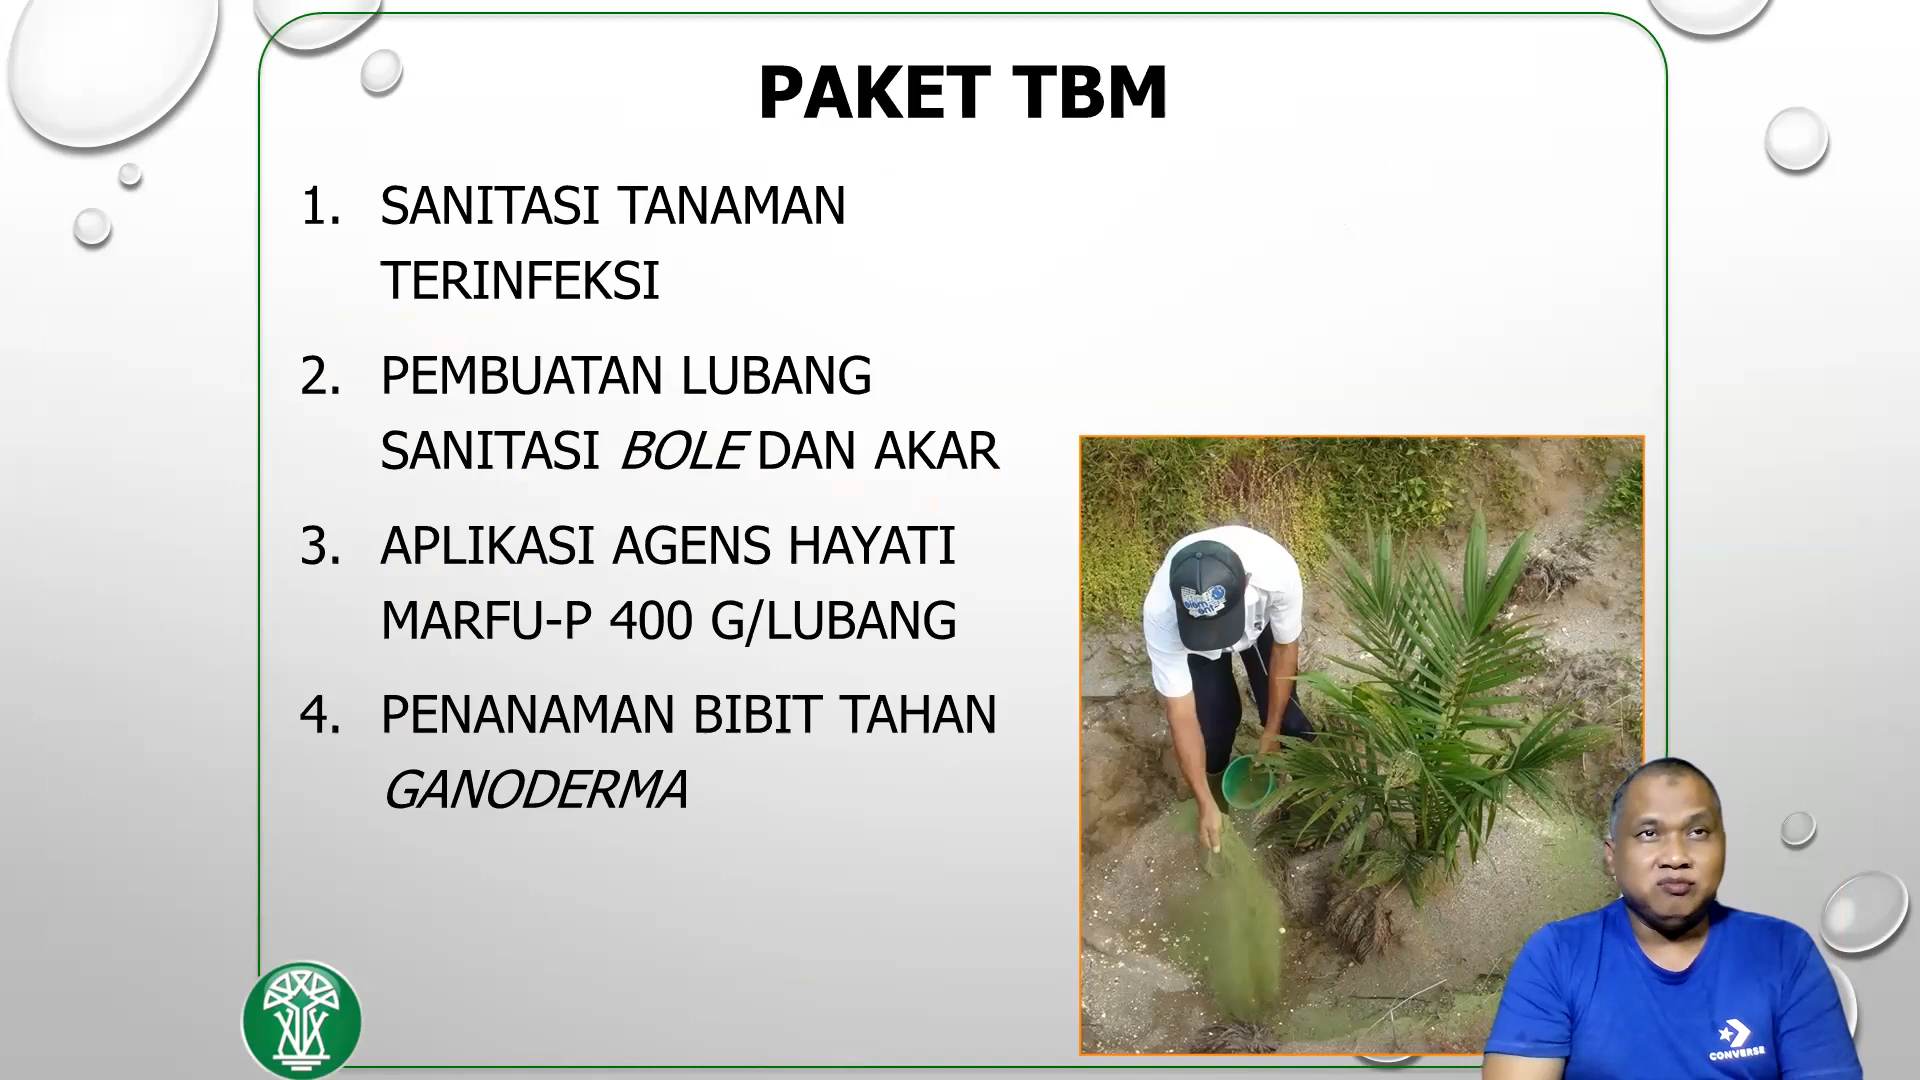 PAKET TBM
1. SANITASI TANAMAN
TERINFEKSI
2. PEMBUATAN LUBANG
SANITASI BOLE DAN AKAR
3. APLIKASI AGENS HAYATI
MARFU-P 400 G/LUBANG
4. PENANAMAN BIBIT TAHAN
GANODERMA
CONVERSE